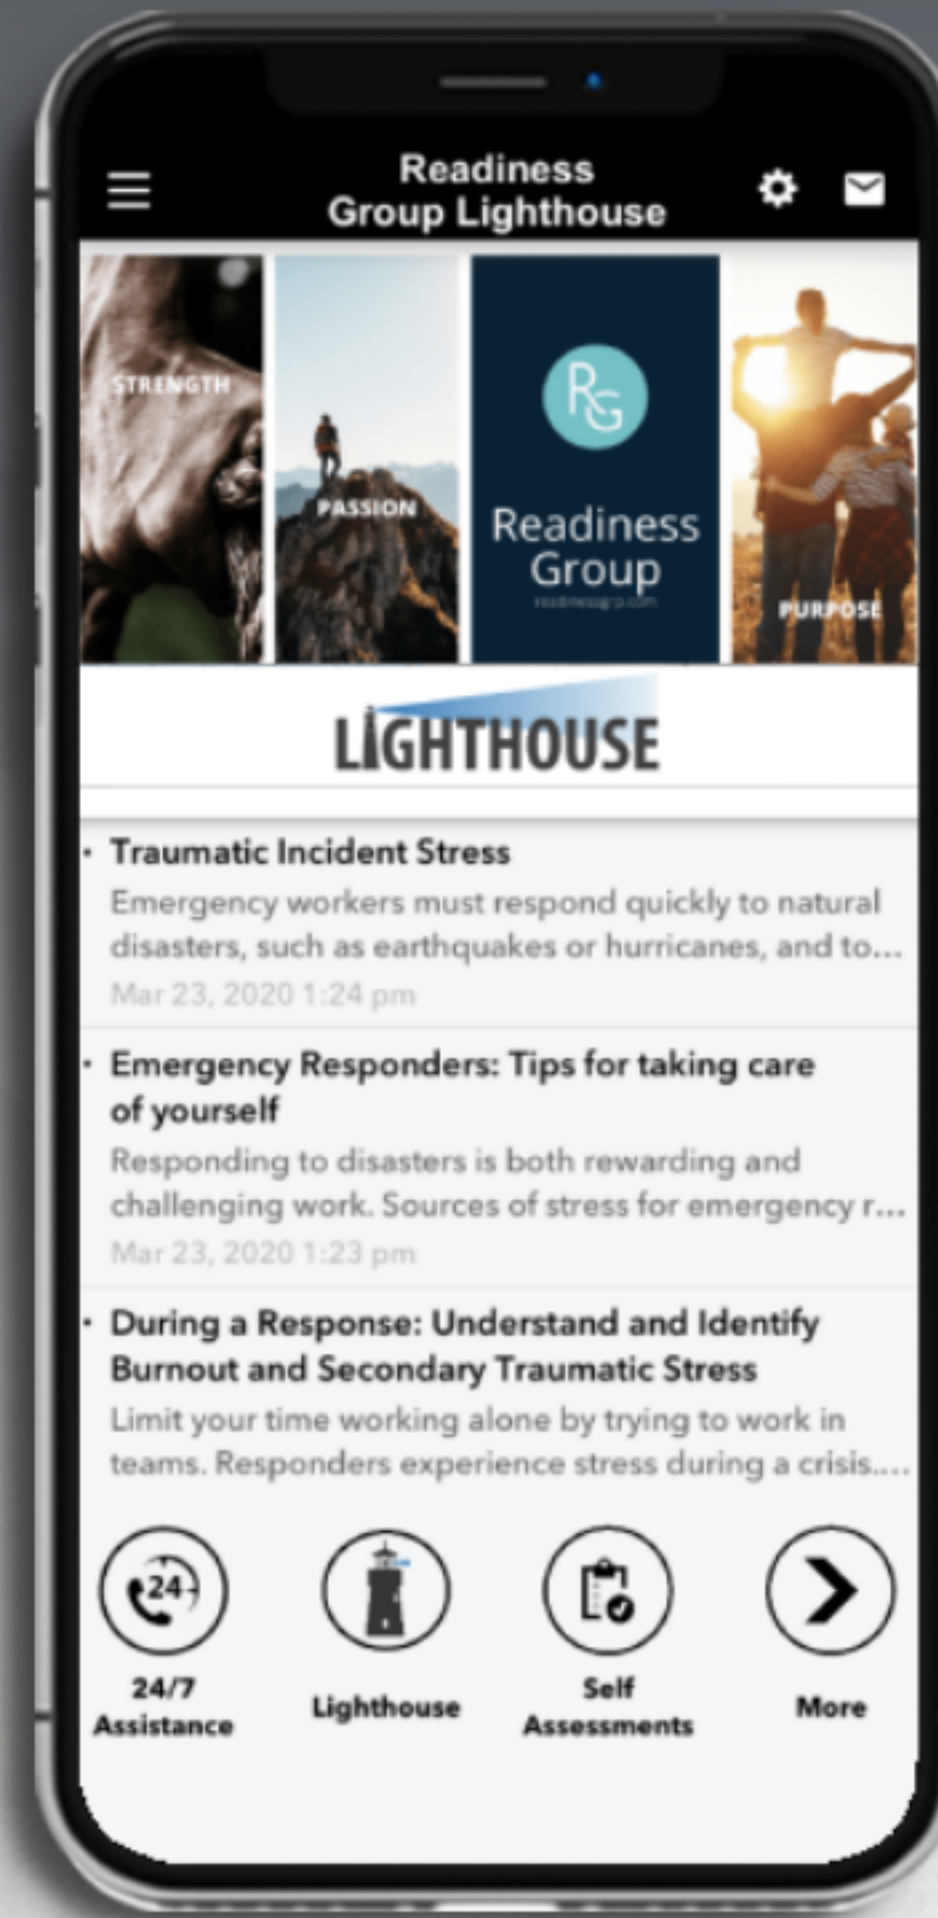 Readiness
Group Lighthouse
STRENGTH
PASSION
RG
Readiness
Group
readinessgrp.com
PURPOSE
LIGHTHOUSE
· Traumatic Incident Stress
Emergency workers must respond quickly to natural
disasters, such as earthquakes or hurricanes, and to...
Mar 23, 2020 1:24 pm
· Emergency Responders: Tips for taking care
of yourself
Responding to disasters is both rewarding and
challenging work. Sources of stress for emergency r...
Mar 23, 2020 1:23 pm
· During a Response: Understand and Identify
Burnout and Secondary Traumatic Stress
Limit your time working alone by trying to work in
teams. Responders experience stress during a crisis....
24
24/7
Assistance
Lighthouse
Self
Assessments
More